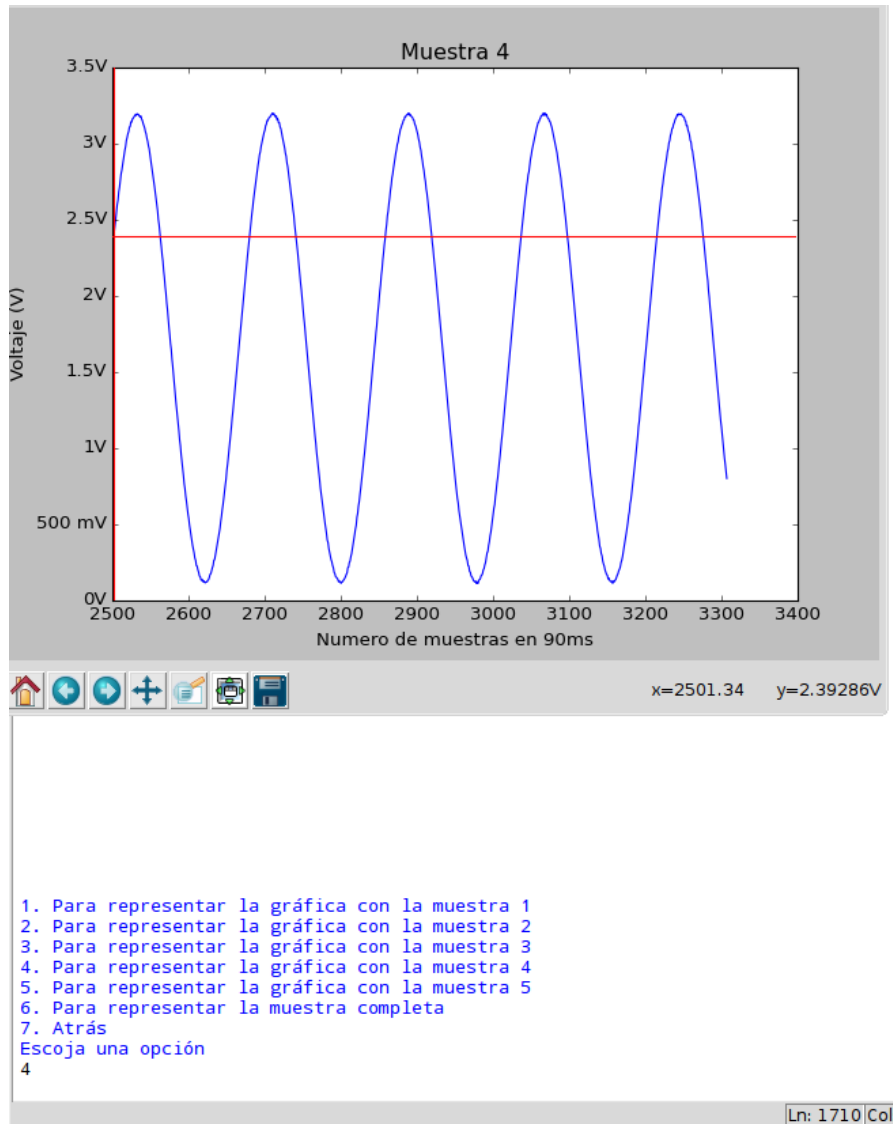 Muestra 4
3.5V
3V
2.5V
2V
1.5V
1V
500 mV
0V
Voltaje (V)
2500 2600 2700 2800 2900 3000 3100 3200 3300 3400
Numero de muestras en 90ms
x=2501.34 y=2.39286V
1. Para representar la gráfica con la muestra 1
2. Para representar la gráfica con la muestra 2
3. Para representar la gráfica con la muestra 3
4. Para representar la gráfica con la muestra 4
5. Para representar la gráfica con la muestra 5
6. Para representar la muestra completa
7. Atrás
Escoja una opción
4
Ln: 1710 Col